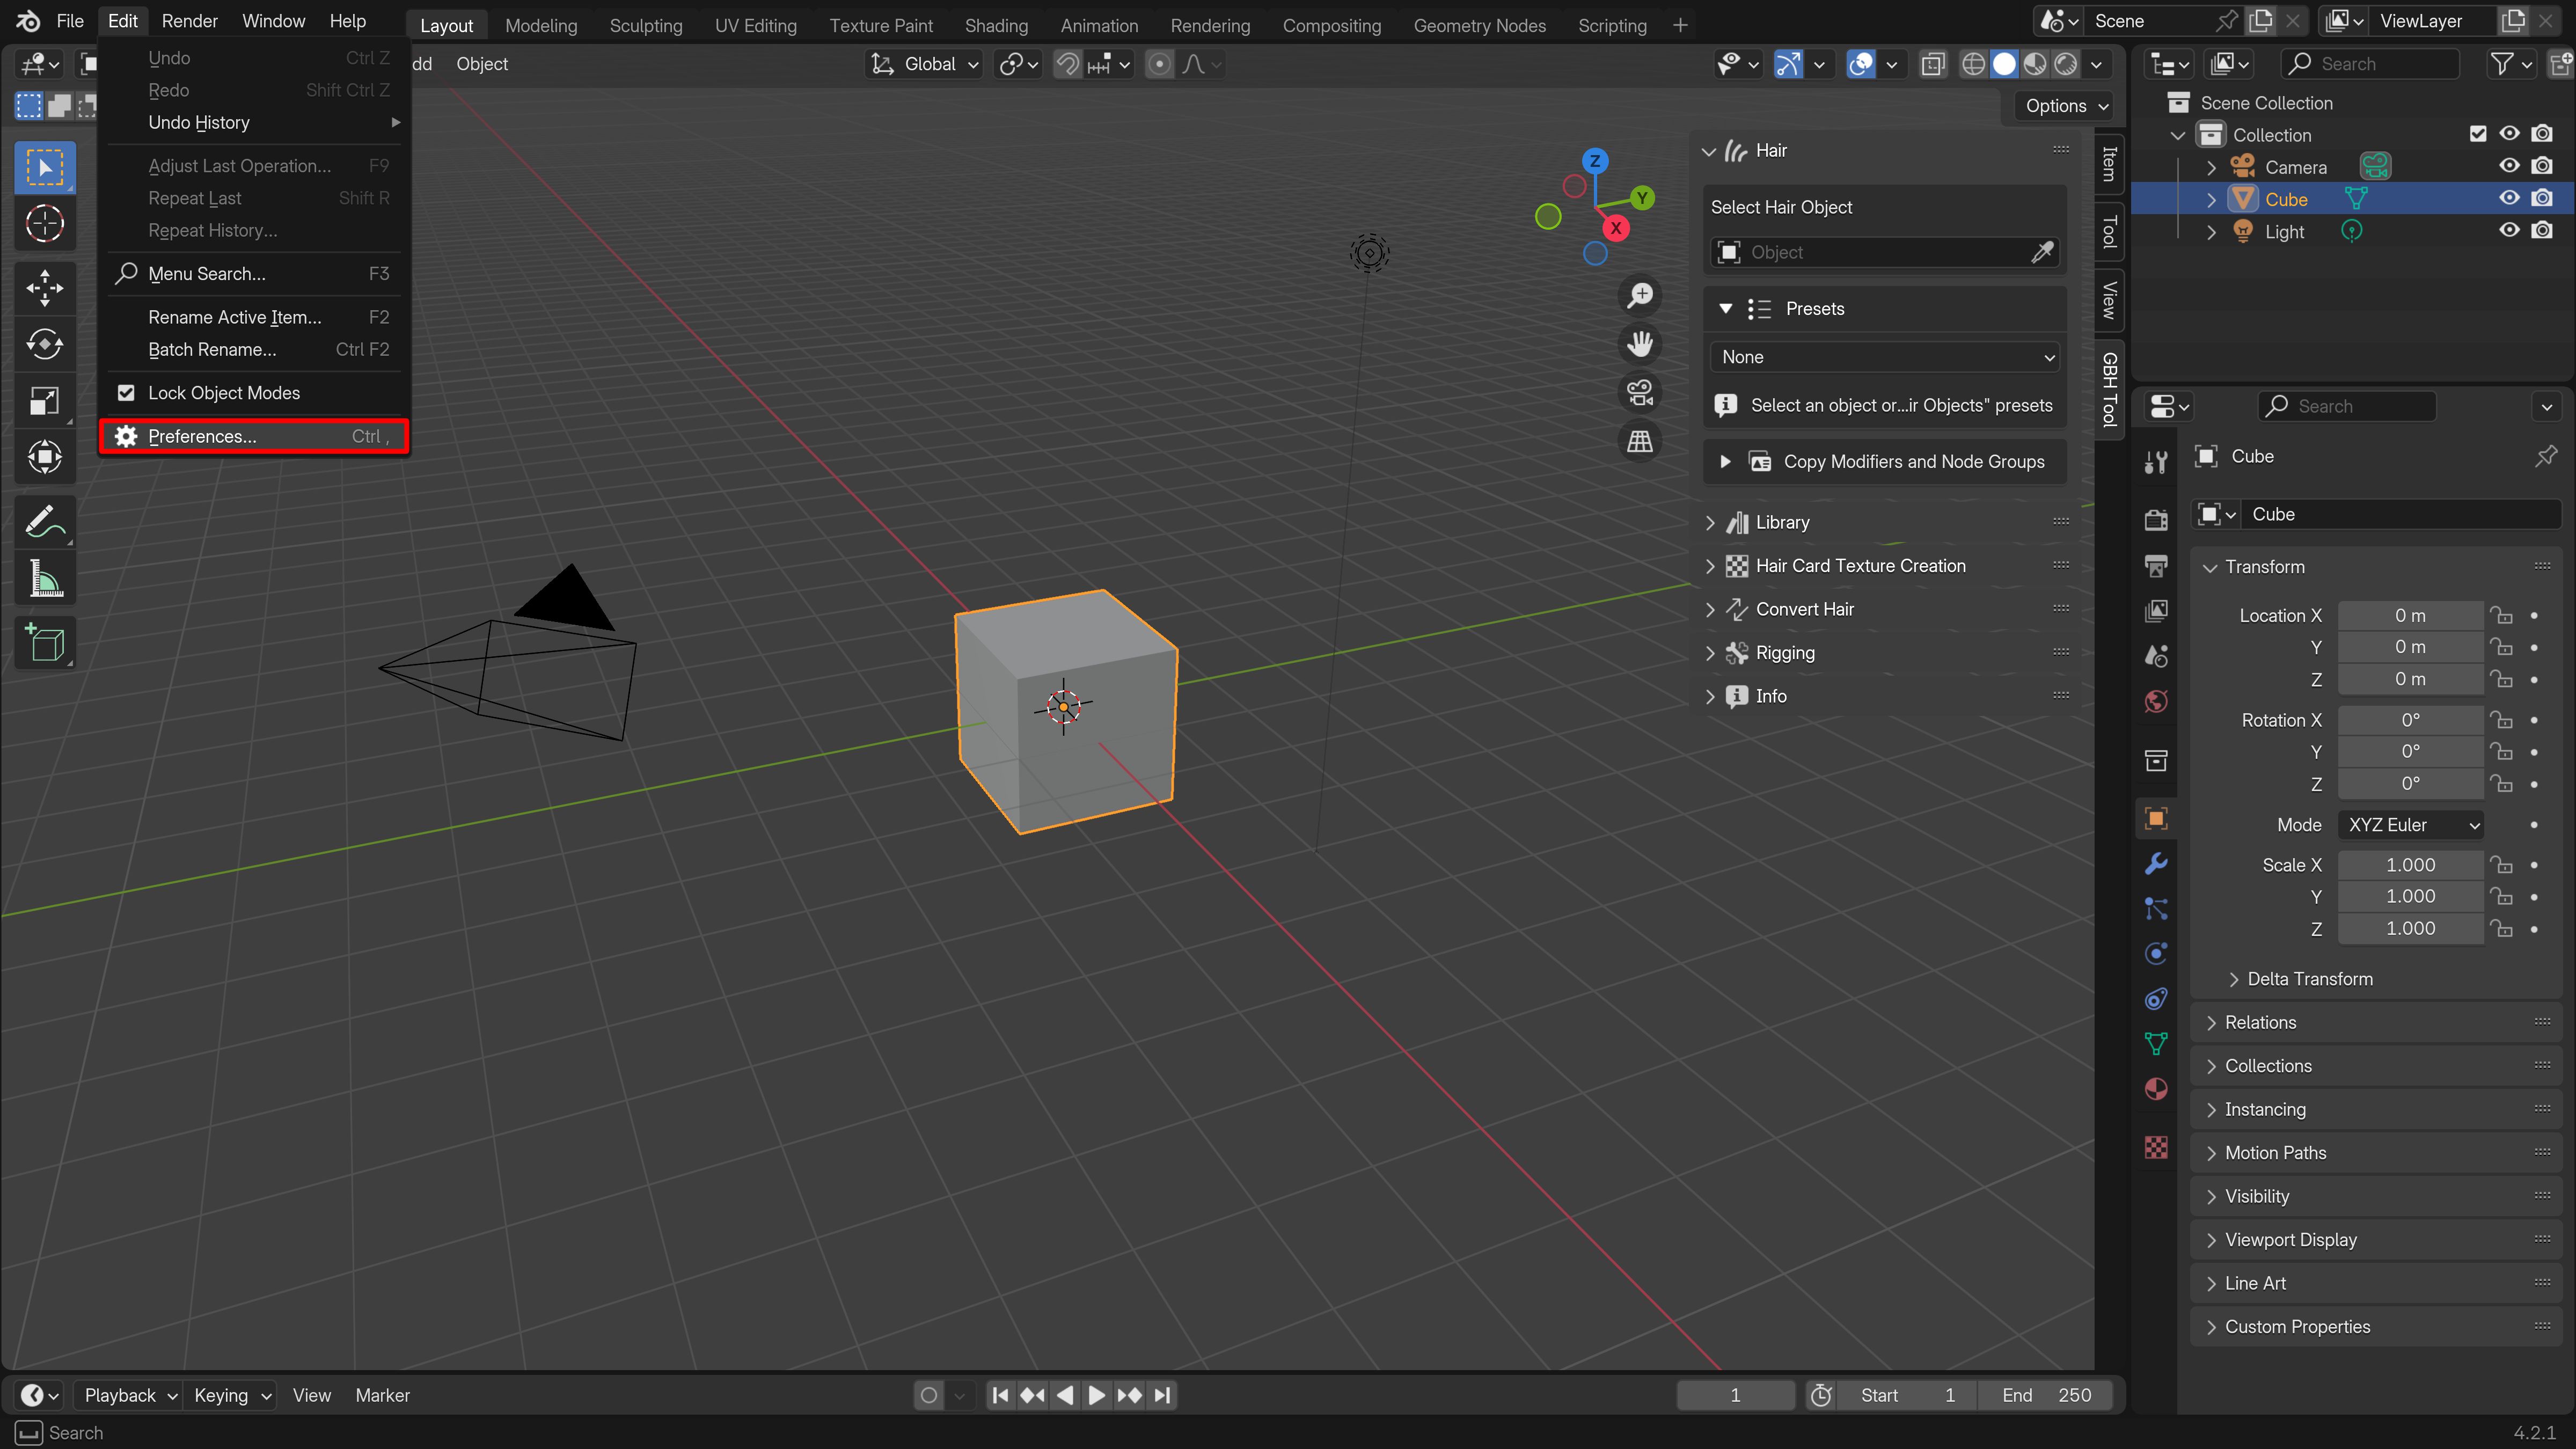 File Edit Render Window Help Layout Modeling Sculpting UV Editing Texture Paint Shading Animation Rendering Compositing Geometry Nodes Scripting Scene ViewLayer
dd Object Global Search
Options
Undo Ctrl Z
Redo Shift Ctrl Z
Undo History
Adjust Last Operation... F9
Repeat Last Shift R
Repeat History...
Menu Search... F3
Rename Active Item... F2
Batch Rename... Ctrl F2
Lock Object Modes
Preferences... Ctrl ,
Z
Y
X
Hair
Select Hair Object
Object
Presets
None
Select an object or...ir Objects" presets
Copy Modifiers and Node Groups
Library
Hair Card Texture Creation
Convert Hair
Rigging
Info
Item
Tool
View
GBH Tool
Scene Collection
Collection
Camera
Cube
Light
Search
Cube
Cube
Transform
Location X 0 m
Y 0 m
Z 0 m
Rotation X 0°
Y 0°
Z 0°
Mode XYZ Euler
Scale X 1.000
Y 1.000
Z 1.000
Delta Transform
Relations
Collections
Instancing
Motion Paths
Visibility
Viewport Display
Line Art
Custom Properties
Playback Keying View Marker 1 Start 1 End 250
Search 4.2.1